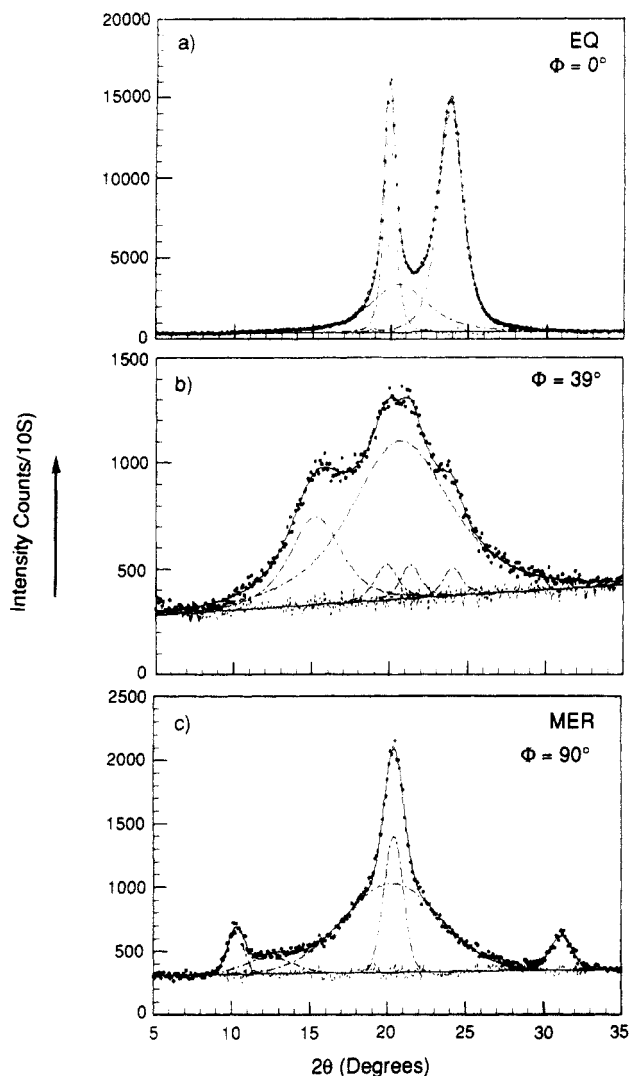 20000
a)
EQ
Φ = 0°
15000
10000
5000
0
1500
b)
Φ = 39°
1000
500
0
2500
c)
MER
Φ = 90°
2000
1500
1000
500
0
5 10 15 20 25 30 35
2θ (Degrees)
Intensity Counts/10S